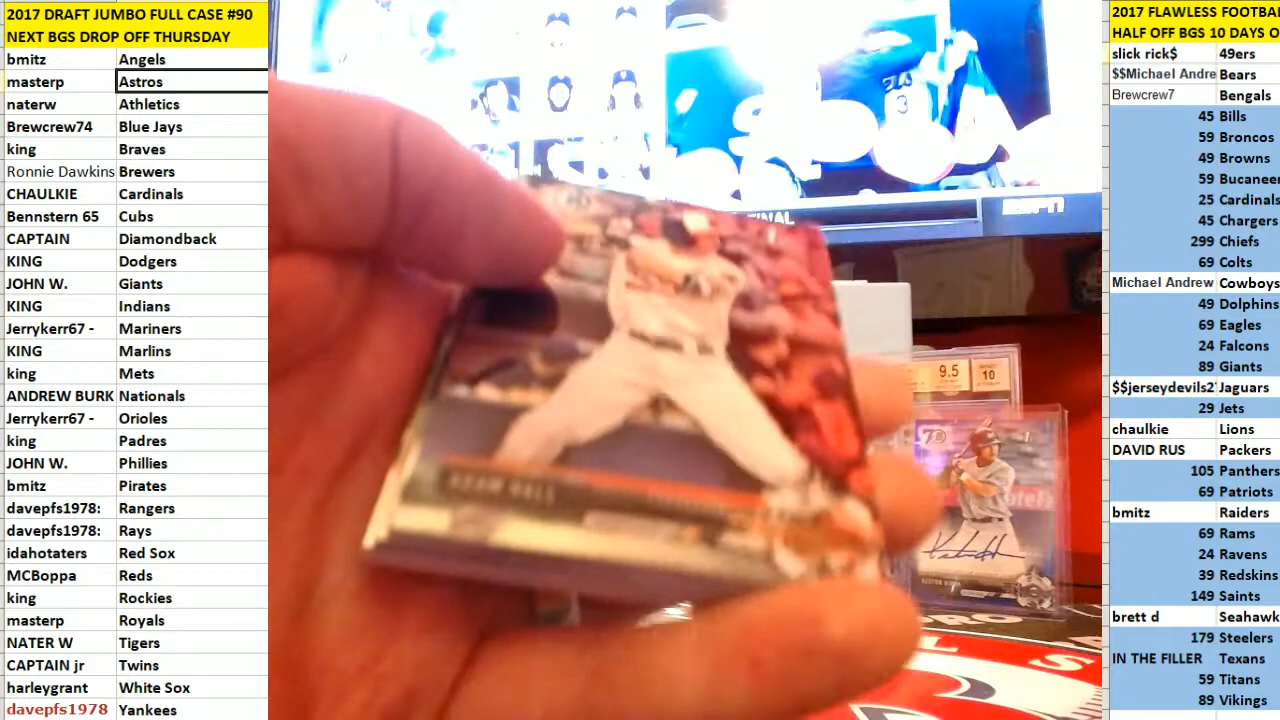 2017 DRAFT JUMBO FULL CASE #90
NEXT BGS DROP OFF THURSDAY
bmitz Angels
masterp Astros
naterw Athletics
Brewcrew74 Blue Jays
king Braves
Ronnie Dawkins Brewers
CHAULKIE Cardinals
Bennstern 65 Cubs
CAPTAIN Diamondback
KING Dodgers
JOHN W. Giants
KING Indians
Jerrykerr67 - Mariners
KING Marlins
king Mets
ANDREW BURK Nationals
Jerrykerr67 - Orioles
king Padres
JOHN W. Phillies
bmitz Pirates
davepfs1978: Rangers
davepfs1978: Rays
idahotaters Red Sox
MCBoppa Reds
king Rockies
masterp Royals
NATER W Tigers
CAPTAIN jr Twins
harleygrant White Sox
davepfs1978 Yankees
FINAL
ESPN
ADAM HALL
9.5
10
2017 FLAWLESS FOOTBA
HALF OFF BGS 10 DAYS O
slick rick$ 49ers
$$Michael Andre Bears
Brewcrew7 Bengals
45 Bills
59 Broncos
49 Browns
59 Bucaneer
25 Cardinals
45 Chargers
299 Chiefs
69 Colts
Michael Andrew Cowboys
49 Dolphins
69 Eagles
24 Falcons
89 Giants
$$jerseydevils2 Jaguars
29 Jets
chaulkie Lions
DAVID RUS Packers
105 Panthers
69 Patriots
bmitz Raiders
69 Rams
24 Ravens
39 Redskins
149 Saints
brett d Seahawk
179 Steelers
IN THE FILLER Texans
59 Titans
89 Vikings